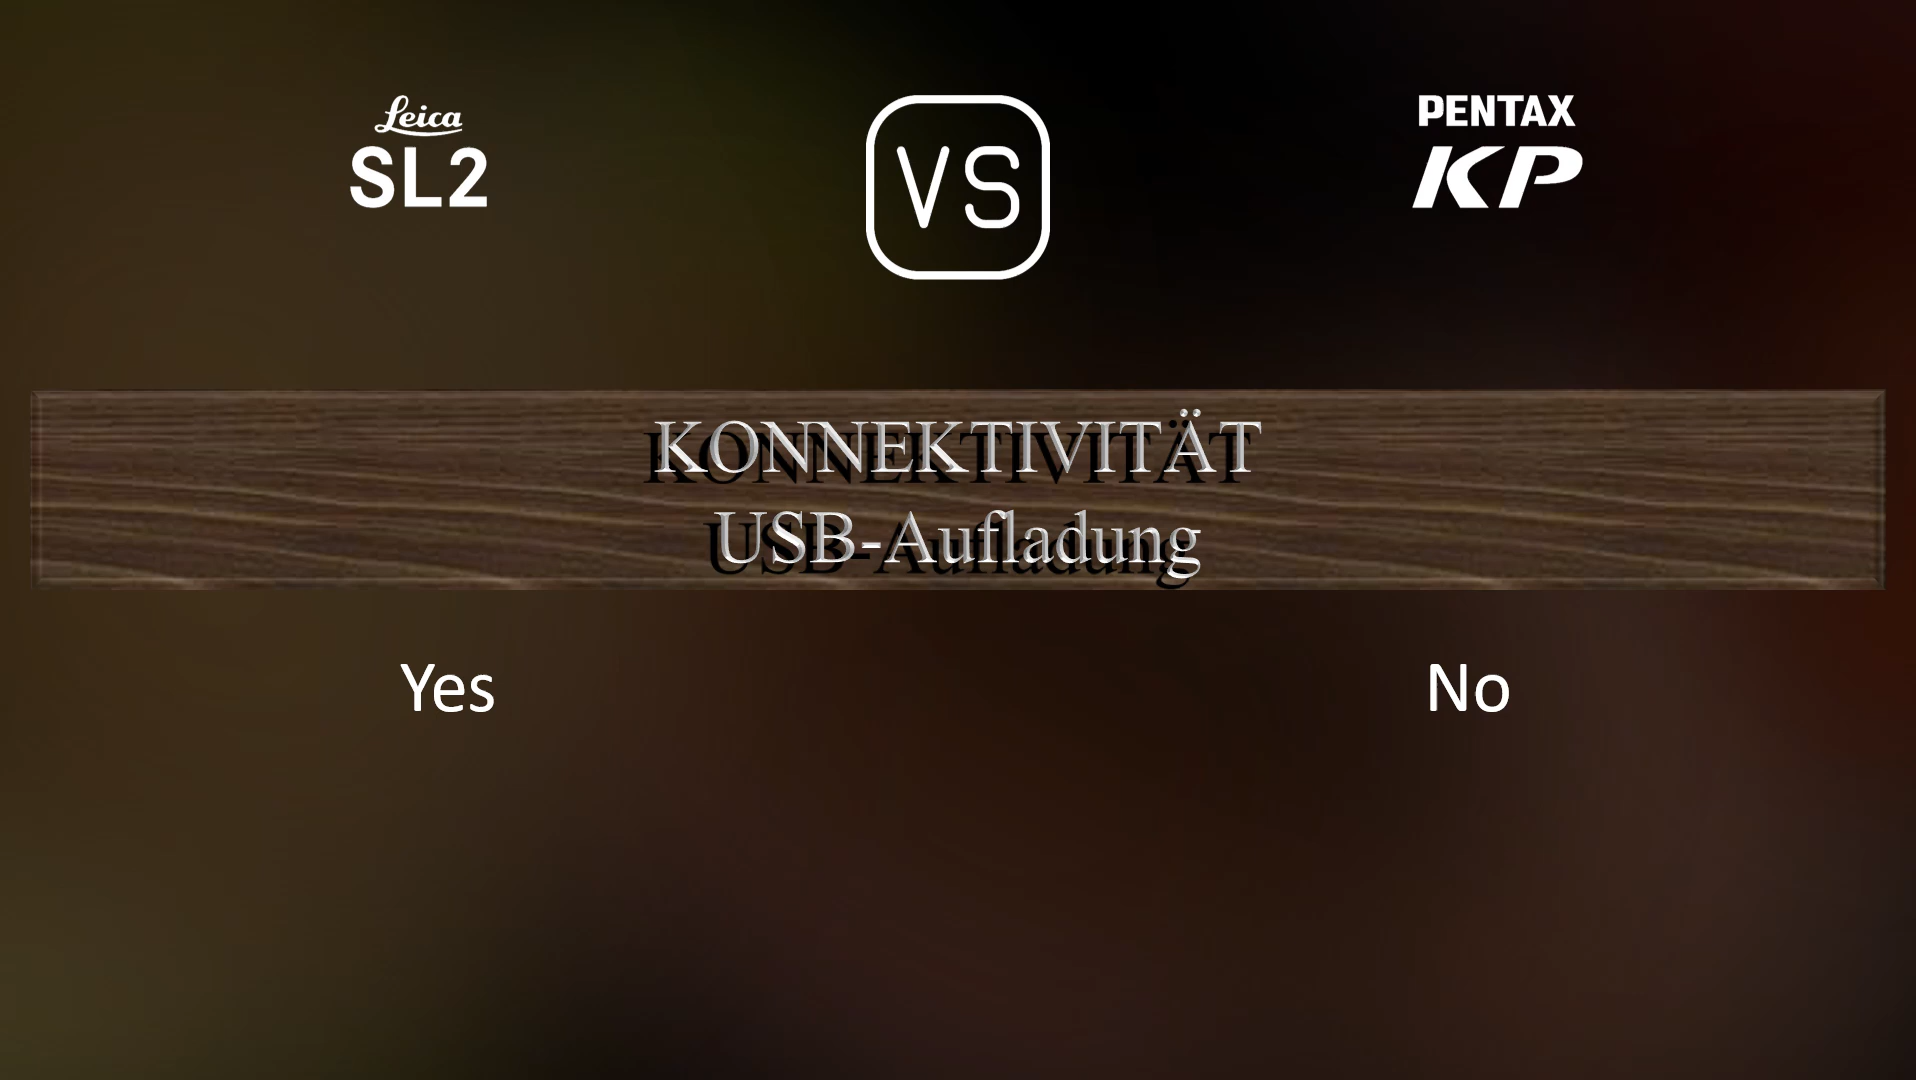 Leica
SL2
VS
PENTAX
KP
KONNEKTIVITÄT
USB-Aufladung
Yes
No